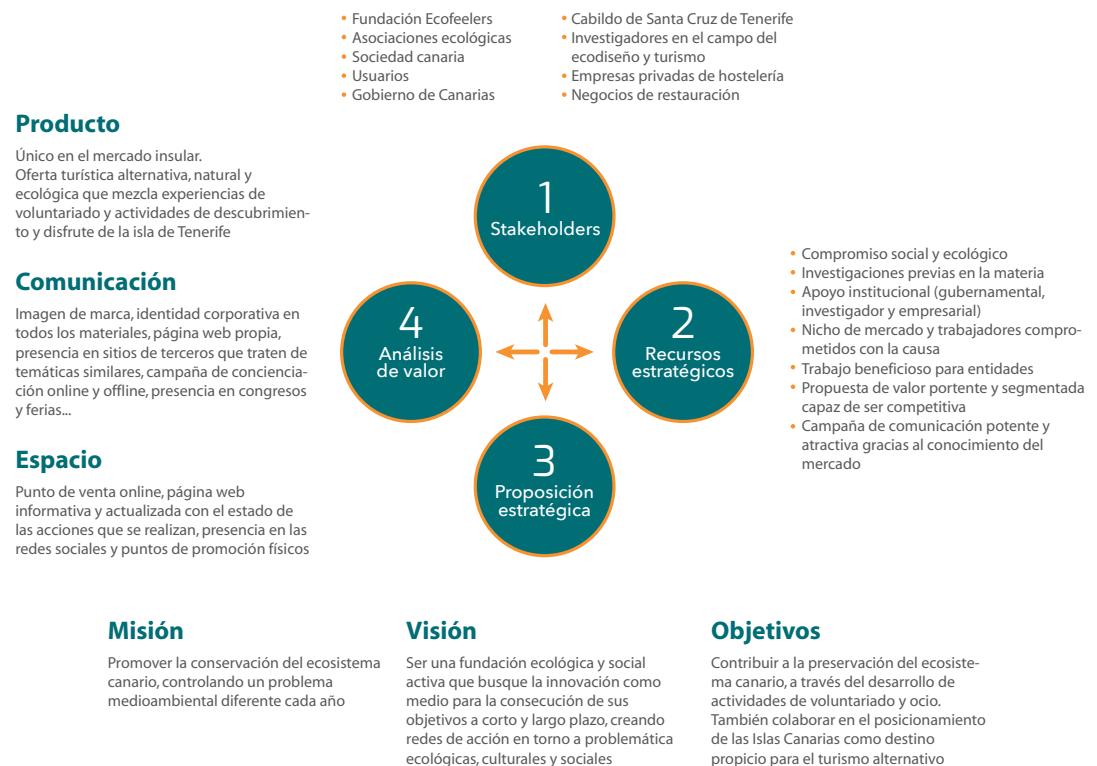 • Fundación Ecofeelers
• Asociaciones ecológicas
• Sociedad canaria
• Usuarios
• Gobierno de Canarias
• Cabildo de Santa Cruz de Tenerife
• Investigadores en el campo del
ecodiseño y turismo
• Empresas privadas de hostelería
• Negocios de restauración
Producto
Único en el mercado insular.
Oferta turística alternativa, natural y
ecológica que mezcla experiencias de
voluntariado y actividades de descubrimien-
to y disfrute de la isla de Tenerife
Comunicación
Imagen de marca, identidad corporativa en
todos los materiales, página web propia,
presencia en sitios de terceros que traten de
temáticas similares, campaña de conciencia-
ción online y offline, presencia en congresos
y ferias...
Espacio
Punto de venta online, página web
informativa y actualizada con el estado de
las acciones que se realizan, presencia en las
redes sociales y puntos de promoción físicos
1
Stakeholders
4
Análisis
de valor
2
Recursos
estratégicos
3
Proposición
estratégica
• Compromiso social y ecológico
• Investigaciones previas en la materia
• Apoyo institucional (gubernamental,
investigador y empresarial)
• Nicho de mercado y trabajadores compro-
metidos con la causa
• Trabajo beneficioso para entidades
• Propuesta de valor portente y segmentada
capaz de ser competitiva
• Campaña de comunicación potente y
atractiva gracias al conocimiento del
mercado
Misión
Promover la conservación del ecosistema
canario, controlando un problema
medioambiental diferente cada año
Visión
Ser una fundación ecológica y social
activa que busque la innovación como
medio para la consecución de sus
objetivos a corto y largo plazo, creando
redes de acción en torno a problemática
ecológicas, culturales y sociales
Objetivos
Contribuir a la preservación del ecosiste-
ma canario, a través del desarrollo de
actividades de voluntariado y ocio.
También colaborar en el posicionamiento
de las Islas Canarias como destino
propicio para el turismo alternativo